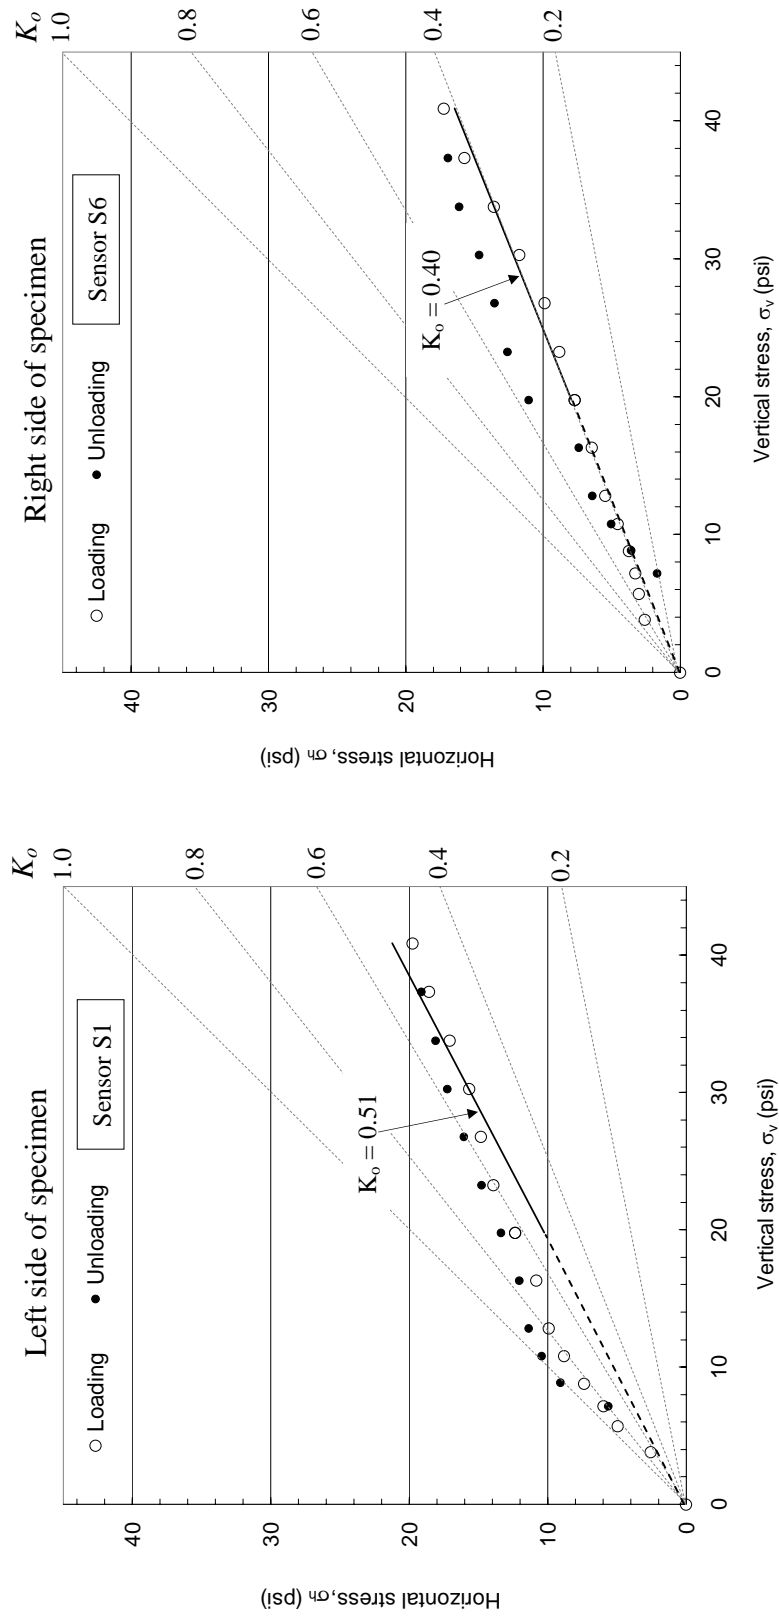 Left side of specimen
Loading
Unloading
Sensor S1
K₀
1.0
0.8
0.6
0.4
0.2
K₀ = 0.51
40
30
20
10
0
0
10
20
30
40
Horizontal stress, σₕ (psi)
Vertical stress, σᵥ (psi)
Right side of specimen
Loading
Unloading
Sensor S6
K₀
1.0
0.8
0.6
0.4
0.2
K₀ = 0.40
40
30
20
10
0
0
10
20
30
40
Horizontal stress, σₕ (psi)
Vertical stress, σᵥ (psi)